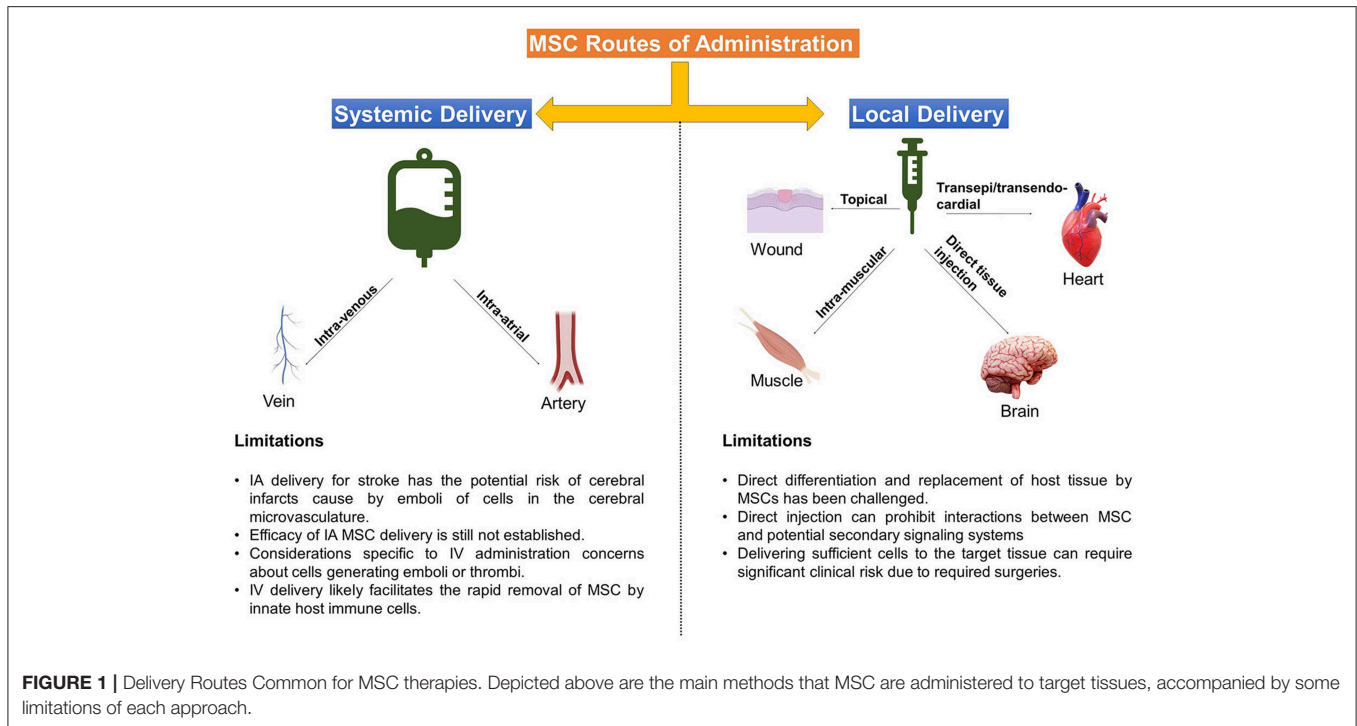 MSC Routes of Administration
Systemic Delivery
Intra-venous
Intra-atrial
Vein
Artery
Limitations
• IA delivery for stroke has the potential risk of cerebral
infarcts cause by emboli of cells in the cerebral
microvasculature.
• Efficacy of IA MSC delivery is still not established.
• Considerations specific to IV administration concerns
about cells generating emboli or thrombi.
• IV delivery likely facilitates the rapid removal of MSC by
innate host immune cells.
Local Delivery
Topical
Transepi/transendo-
cardial
Wound
Heart
Intra-muscular
Direct tissue
injection
Muscle
Brain
Limitations
• Direct differentiation and replacement of host tissue by
MSCs has been challenged.
• Direct injection can prohibit interactions between MSC
and potential secondary signaling systems
• Delivering sufficient cells to the target tissue can require
significant clinical risk due to required surgeries.
FIGURE 1 | Delivery Routes Common for MSC therapies. Depicted above are the main methods that MSC are administered to target tissues, accompanied by some
limitations of each approach.